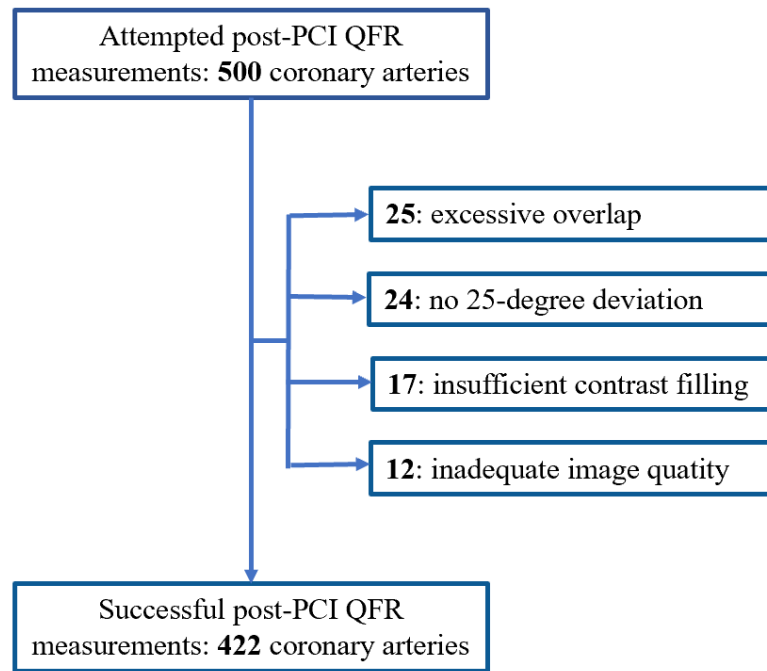 Attempted post-PCI QFR
measurements: 500 coronary arteries
25: excessive overlap
24: no 25-degree deviation
17: insufficient contrast filling
12: inadequate image quatity
Successful post-PCI QFR
measurements: 422 coronary arteries